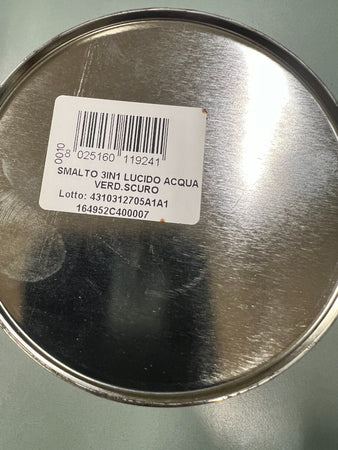 0010
8 025160 119241
SMALTO 3IN1 LUCIDO ACQUA
VERD.SCURO
Lotto: 4310312705A1A1
164952C400007